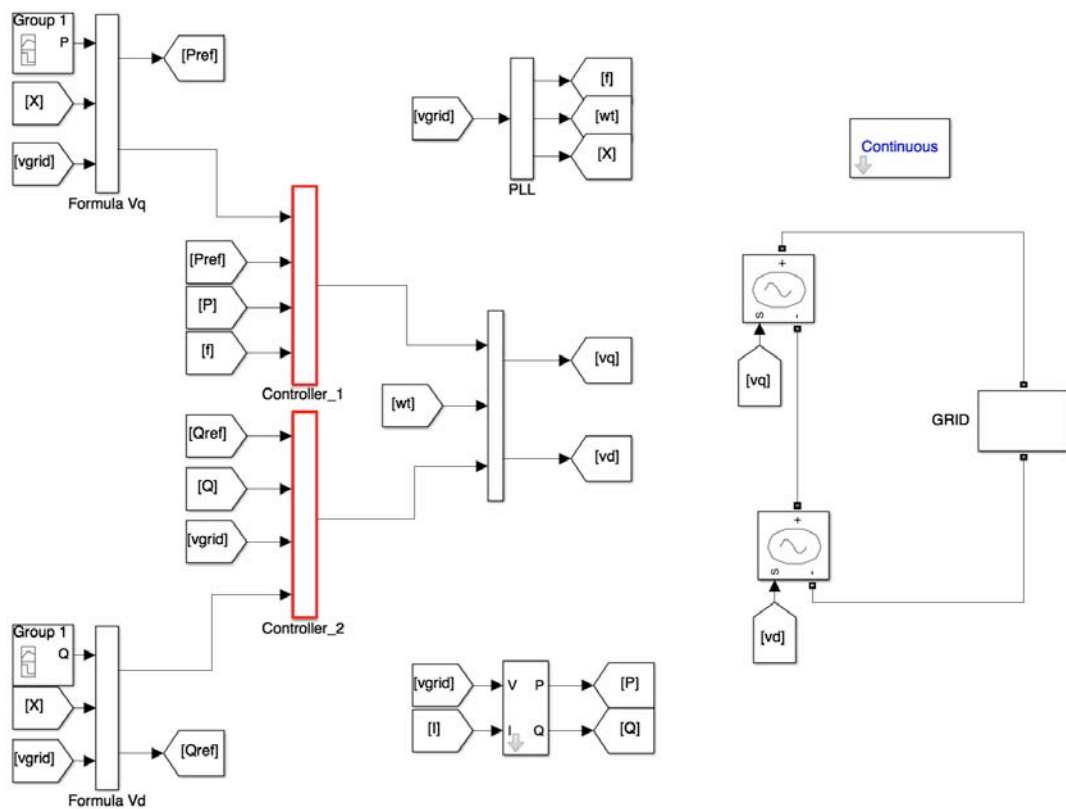 Group 1
P
[Pref]
[X]
[vgrid]
Formula Vq
[f]
[vgrid]
[wt]
[X]
PLL
Continuous
[Pref]
[P]
[f]
Controller_1
+
s
-
[vq]
[vq]
[wt]
[vd]
GRID
[Qref]
[Q]
[vgrid]
Controller_2
+
s
-
[vd]
Group 1
Q
[X]
[vgrid]
[Qref]
Formula Vd
[vgrid]
V
P
[P]
[I]
I
Q
[Q]